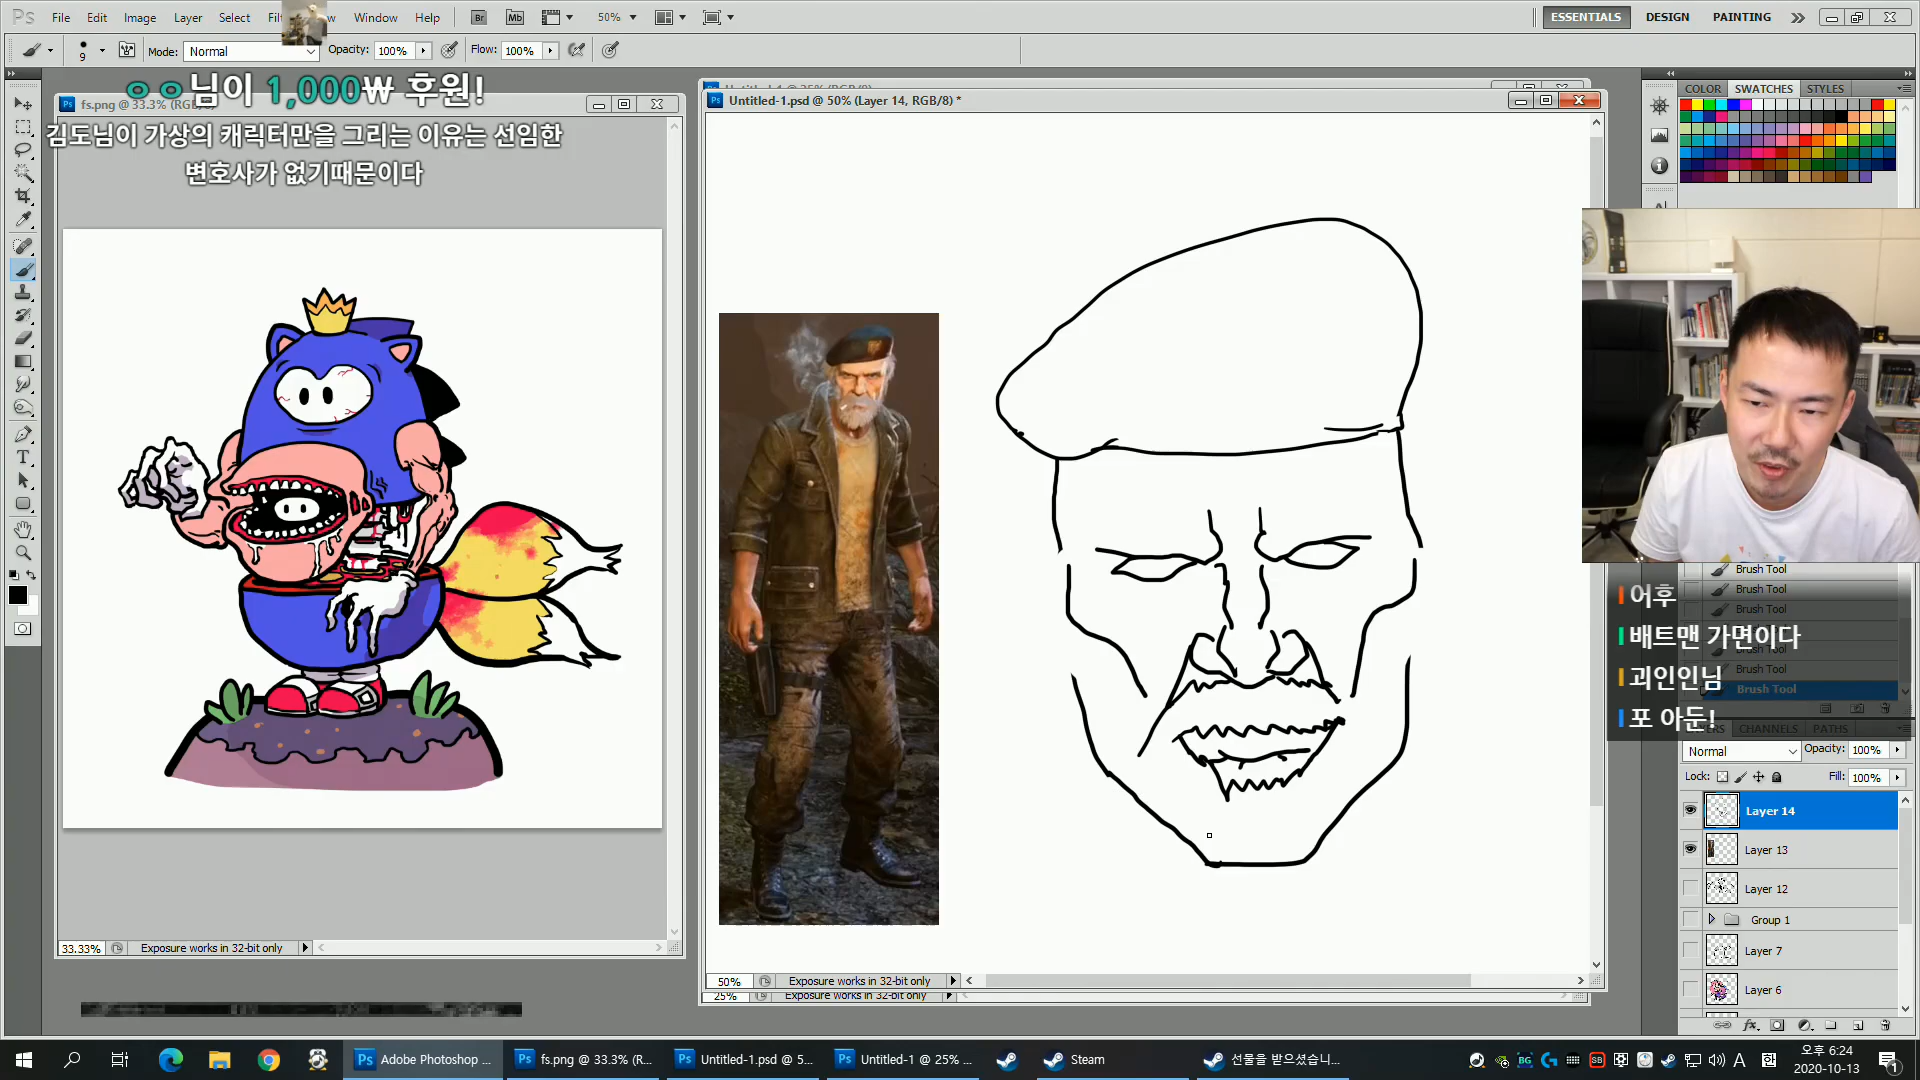 Ps File Edit Image Layer Select Window Help Br Mb 50% ESSENTIALS DESIGN PAINTING
9 Mode: Normal Opacity: 100% Flow: 100%
ㅇㅇ님이 1,000₩ 후원!
김도님이 가상의 캐릭터만을 그리는 이유는 선임한
변호사가 없기때문이다
fs.png @ 33.3%
Untitled-1.psd @ 50% (Layer 14, RGB/8) *
COLOR SWATCHES STYLES
Brush Tool
Brush Tool
Brush Tool
Brush Tool
Brush Tool
어후
배트맨 가면이다
괴인인님
포 아둔!
CHANNELS PATHS
Normal Opacity: 100%
Lock: Fill: 100%
Layer 14
Layer 13
Layer 12
Group 1
Layer 7
Layer 6
33.33% Exposure works in 32-bit only
50% Exposure works in 32-bit only
25% Exposure works in 32-bit only
Adobe Photoshop ...
fs.png @ 33.3% (R...
Untitled-1.psd @ 5...
Untitled-1 @ 25% ...
Steam
선물을 받으셨습니...
A
오후 6:24
2020-10-13